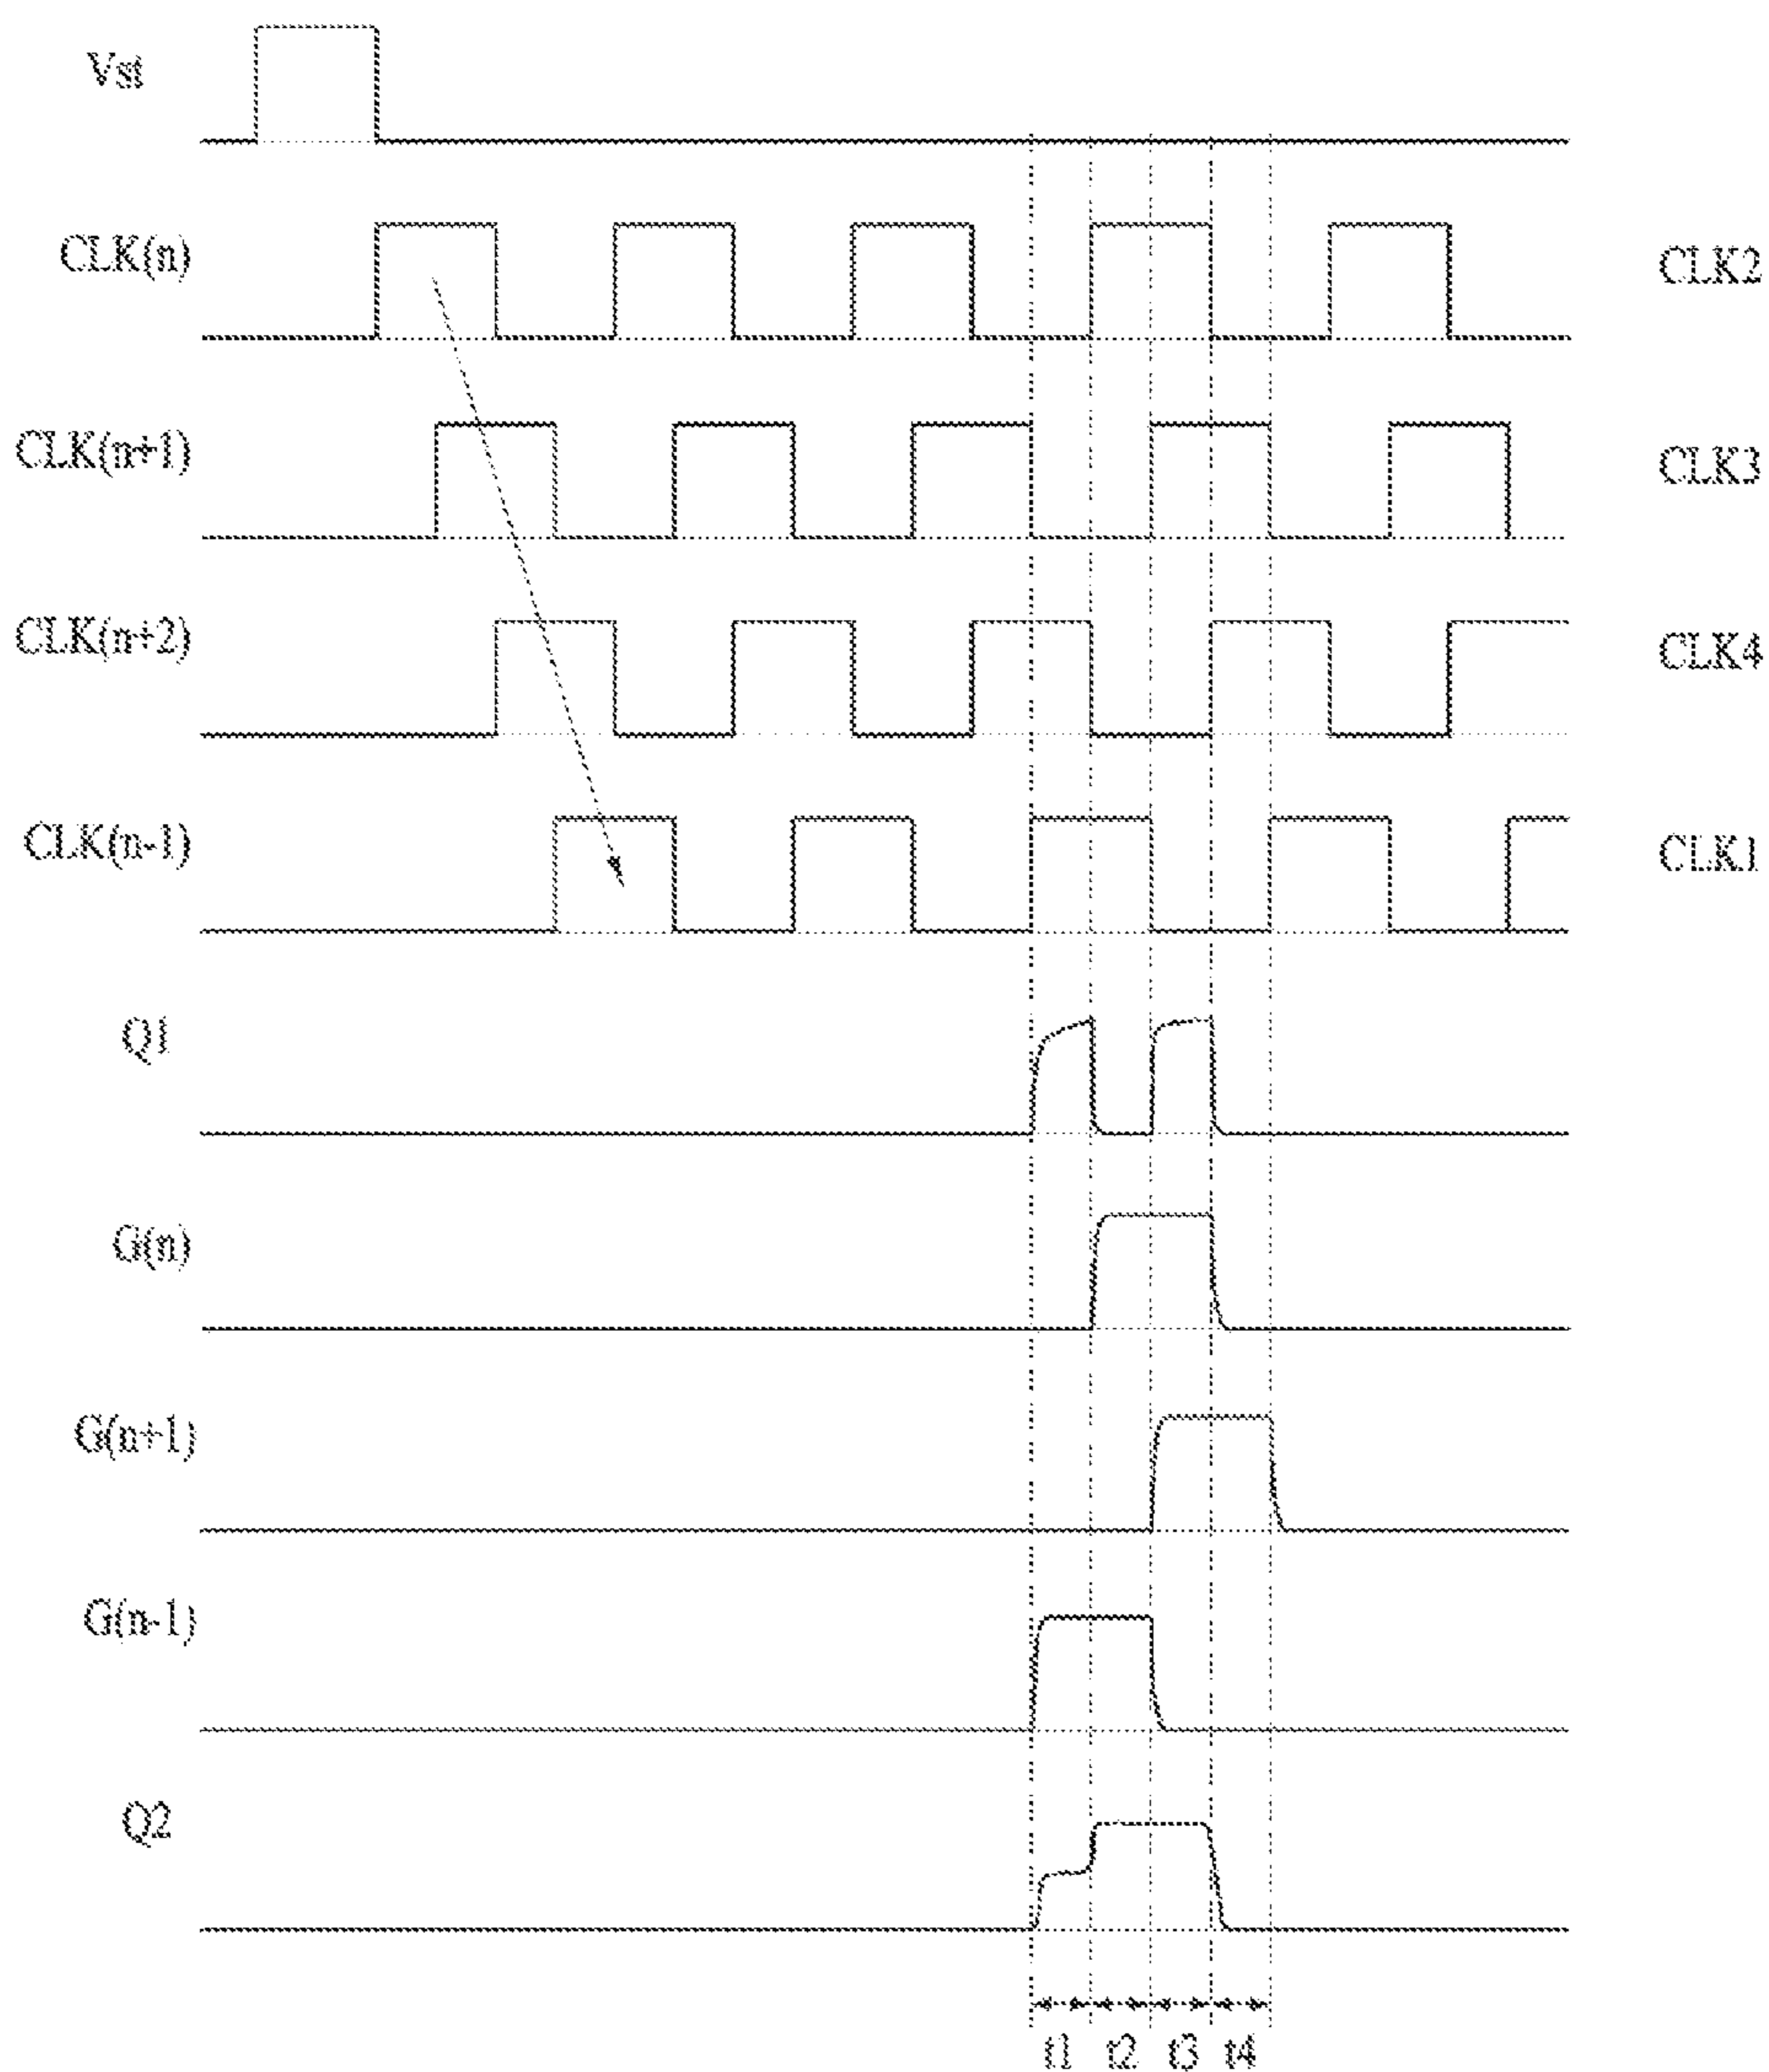 Vst
CLK(n) CLK2
CLK(n+1) CLK3
CLK(n+2) CLK4
CLK(n-1) CLK1
Q1
G(n)
G(n+1)
G(n-1)
Q2
t1 t2 t3 t4